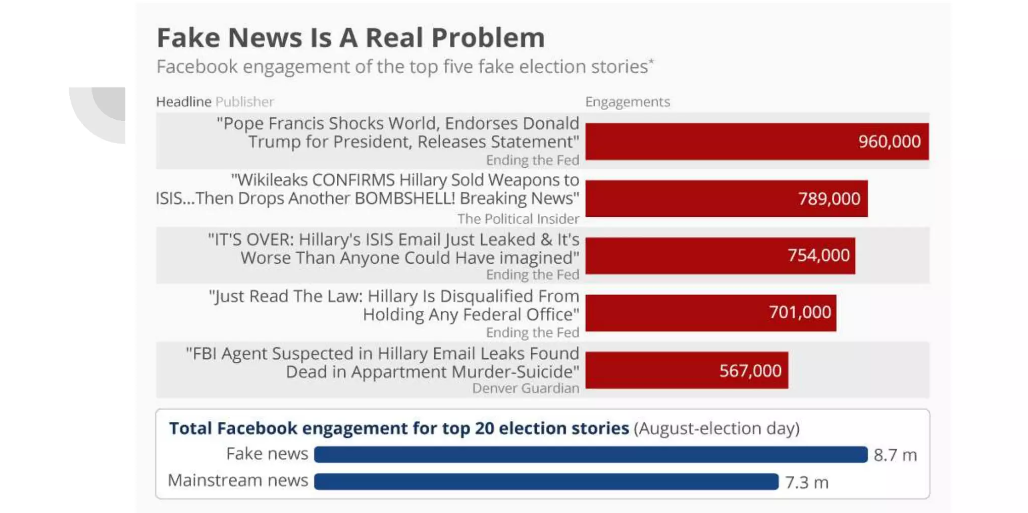 Fake News Is A Real Problem
Facebook engagement of the top five fake election stories*
Headline Publisher Engagements
"Pope Francis Shocks World, Endorses Donald
Trump for President, Releases Statement"
Ending the Fed
960,000
"Wikileaks CONFIRMS Hillary Sold Weapons to
ISIS...Then Drops Another BOMBSHELL! Breaking News"
The Political Insider
789,000
"IT'S OVER: Hillary's ISIS Email Just Leaked & It's
Worse Than Anyone Could Have imagined"
Ending the Fed
754,000
"Just Read The Law: Hillary Is Disqualified From
Holding Any Federal Office"
Ending the Fed
701,000
"FBI Agent Suspected in Hillary Email Leaks Found
Dead in Appartment Murder-Suicide"
Denver Guardian
567,000
Total Facebook engagement for top 20 election stories (August-election day)
Fake news 8.7 m
Mainstream news 7.3 m